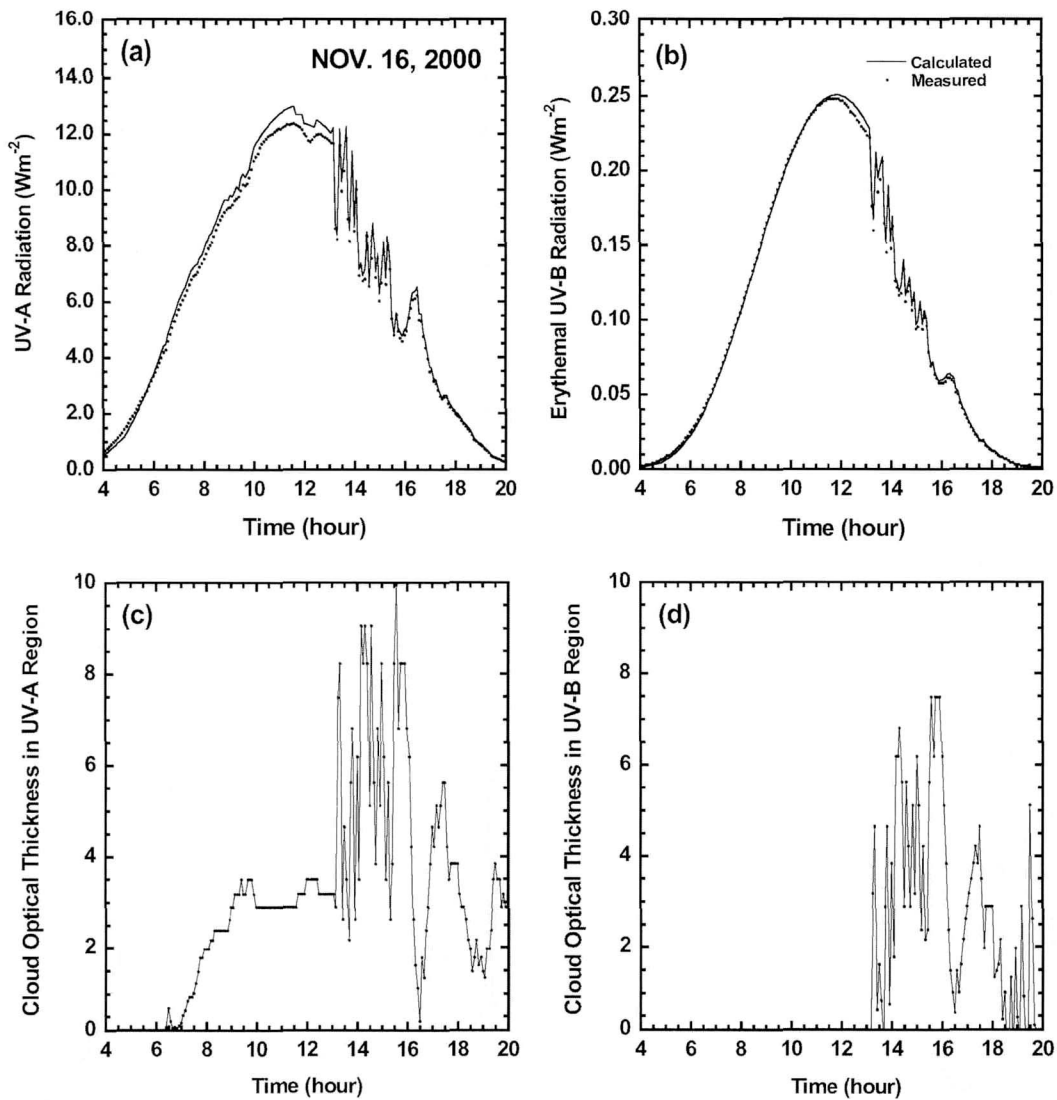 (a)
NOV. 16, 2000
UV-A Radiation (Wm⁻²)
16.0
14.0
12.0
10.0
8.0
6.0
4.0
2.0
0.0
4 6 8 10 12 14 16 18 20
Time (hour)
(b)
Calculated
Measured
Erythemal UV-B Radiation (Wm⁻²)
0.30
0.25
0.20
0.15
0.10
0.05
0.00
4 6 8 10 12 14 16 18 20
Time (hour)
(c)
Cloud Optical Thickness in UV-A Region
10
8
6
4
2
0
4 6 8 10 12 14 16 18 20
Time (hour)
(d)
Cloud Optical Thickness in UV-B Region
10
8
6
4
2
0
4 6 8 10 12 14 16 18 20
Time (hour)